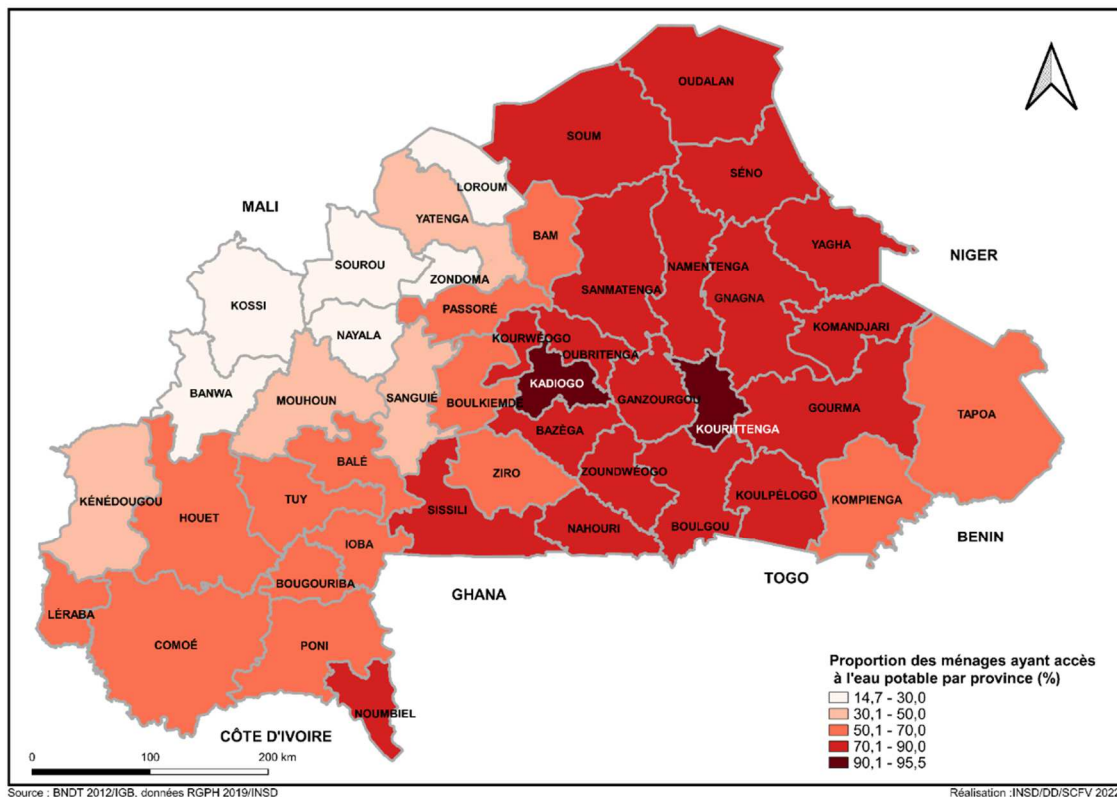 OUDALAN
SOUM
SÉNO
LOROUM
MALI
YATENGA
BAM
YAGHA
NIGER
SOUROU
ZONDOMA
NAMENTENGA
KOSSI
SANMATENGA
GNAGNA
PASSORÉ
KOMANDJARI
NAYALA
KOURWÉOGO
OUBRITENGA
BANWA
KADIOGO
MOUHOUN
SANGUIÉ
BOULKIEMDÉ
GANZOURGOU
GOURMA
TAPOA
BAZÈGA
KOURITTENGA
BALÉ
ZIRO
ZOUNDWÉOGO
KÉNÉDOUGOU
TUY
KOULPÉLOGO
KOMPIENGA
HOUET
SISSILI
NAHOURI
BOULGOU
IOBA
BENIN
BOUGOURIBA
TOGO
GHANA
LÉRABA
COMOÉ
PONI
NOUMBIEL
CÔTE D'IVOIRE
Proportion des ménages ayant accès
à l'eau potable par province (%)
14,7 - 30,0
30,1 - 50,0
50,1 - 70,0
70,1 - 90,0
90,1 - 95,5
0 100 200 km
Source : BNDT 2012/IGB, données RGPH 2019/INSD
Réalisation :INSD/DD/SCFV 2022